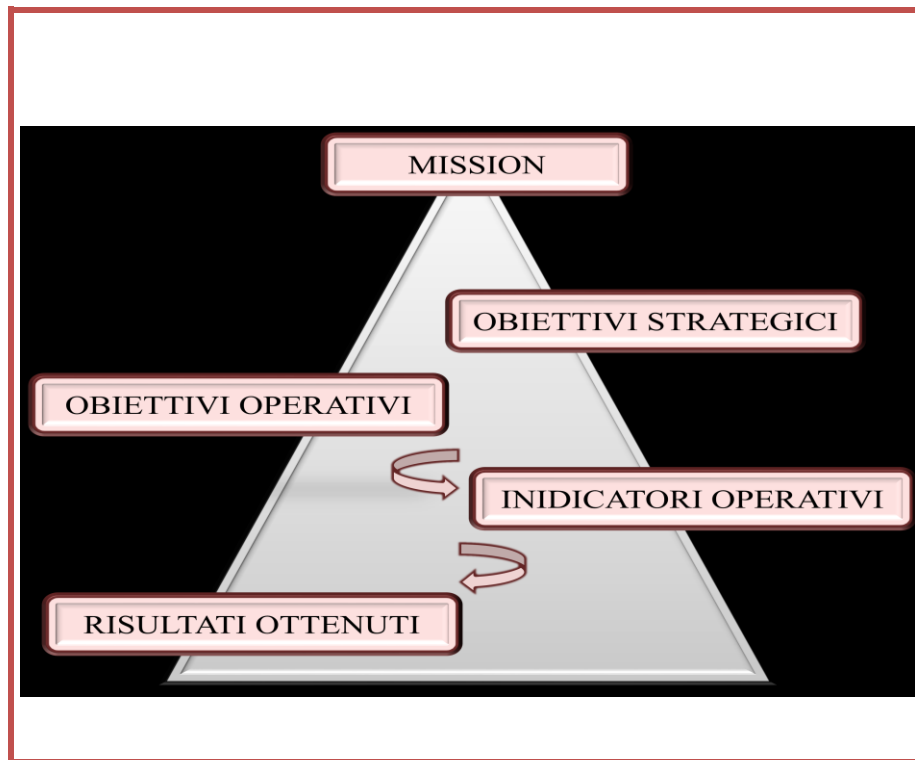 MISSION
OBIETTIVI STRATEGICI
OBIETTIVI OPERATIVI
INIDICATORI OPERATIVI
RISULTATI OTTENUTI